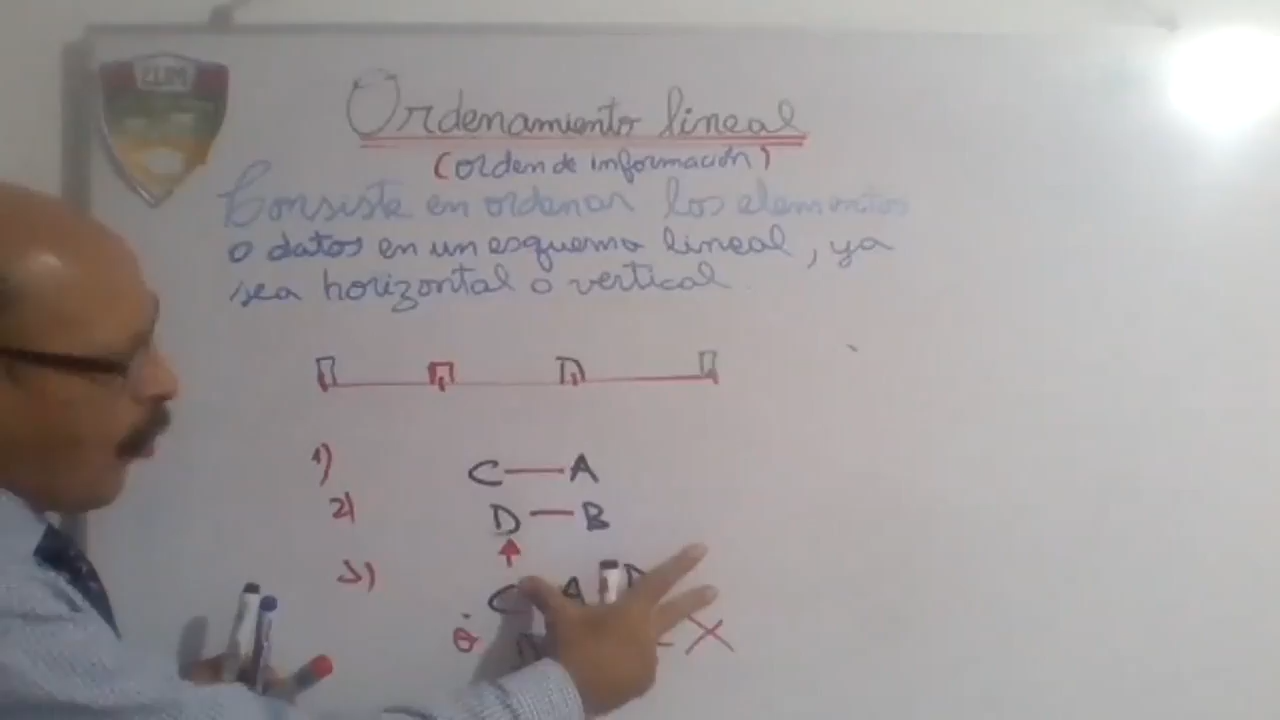 Ordenamiento lineal
(Orden de información)
Consiste en ordenar los elementos
o datos en un esquema lineal, ya
sea horizontal o vertical.
D
1) C — A
2) D — B
3) C A D
ó X